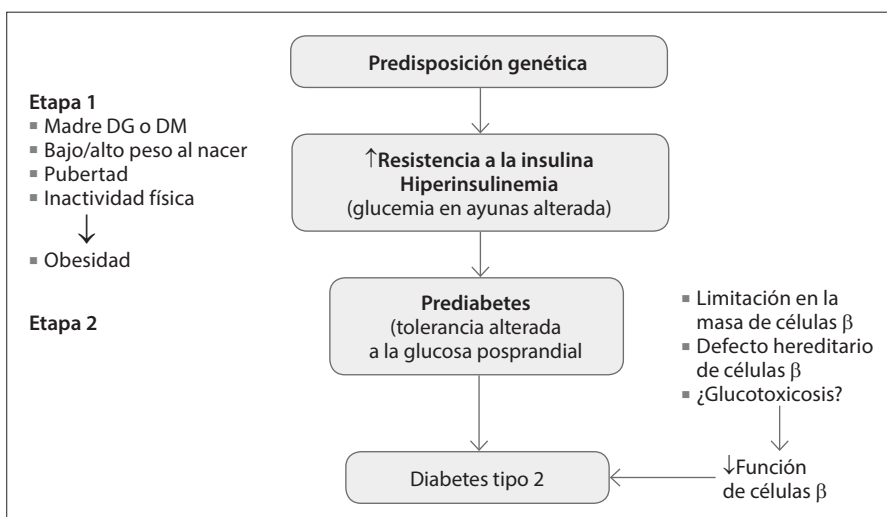 Predisposición genética
Etapa 1
▪ Madre DG o DM
▪ Bajo/alto peso al nacer
▪ Pubertad
▪ Inactividad física
▪ Obesidad
↑Resistencia a la insulina
Hiperinsulinemia
(glucemia en ayunas alterada)
Etapa 2
Prediabetes
(tolerancia alterada
a la glucosa posprandial
▪ Limitación en la
masa de células β
▪ Defecto hereditario
de células β
▪ ¿Glucotoxicosis?
Diabetes tipo 2
↓Función
de células β